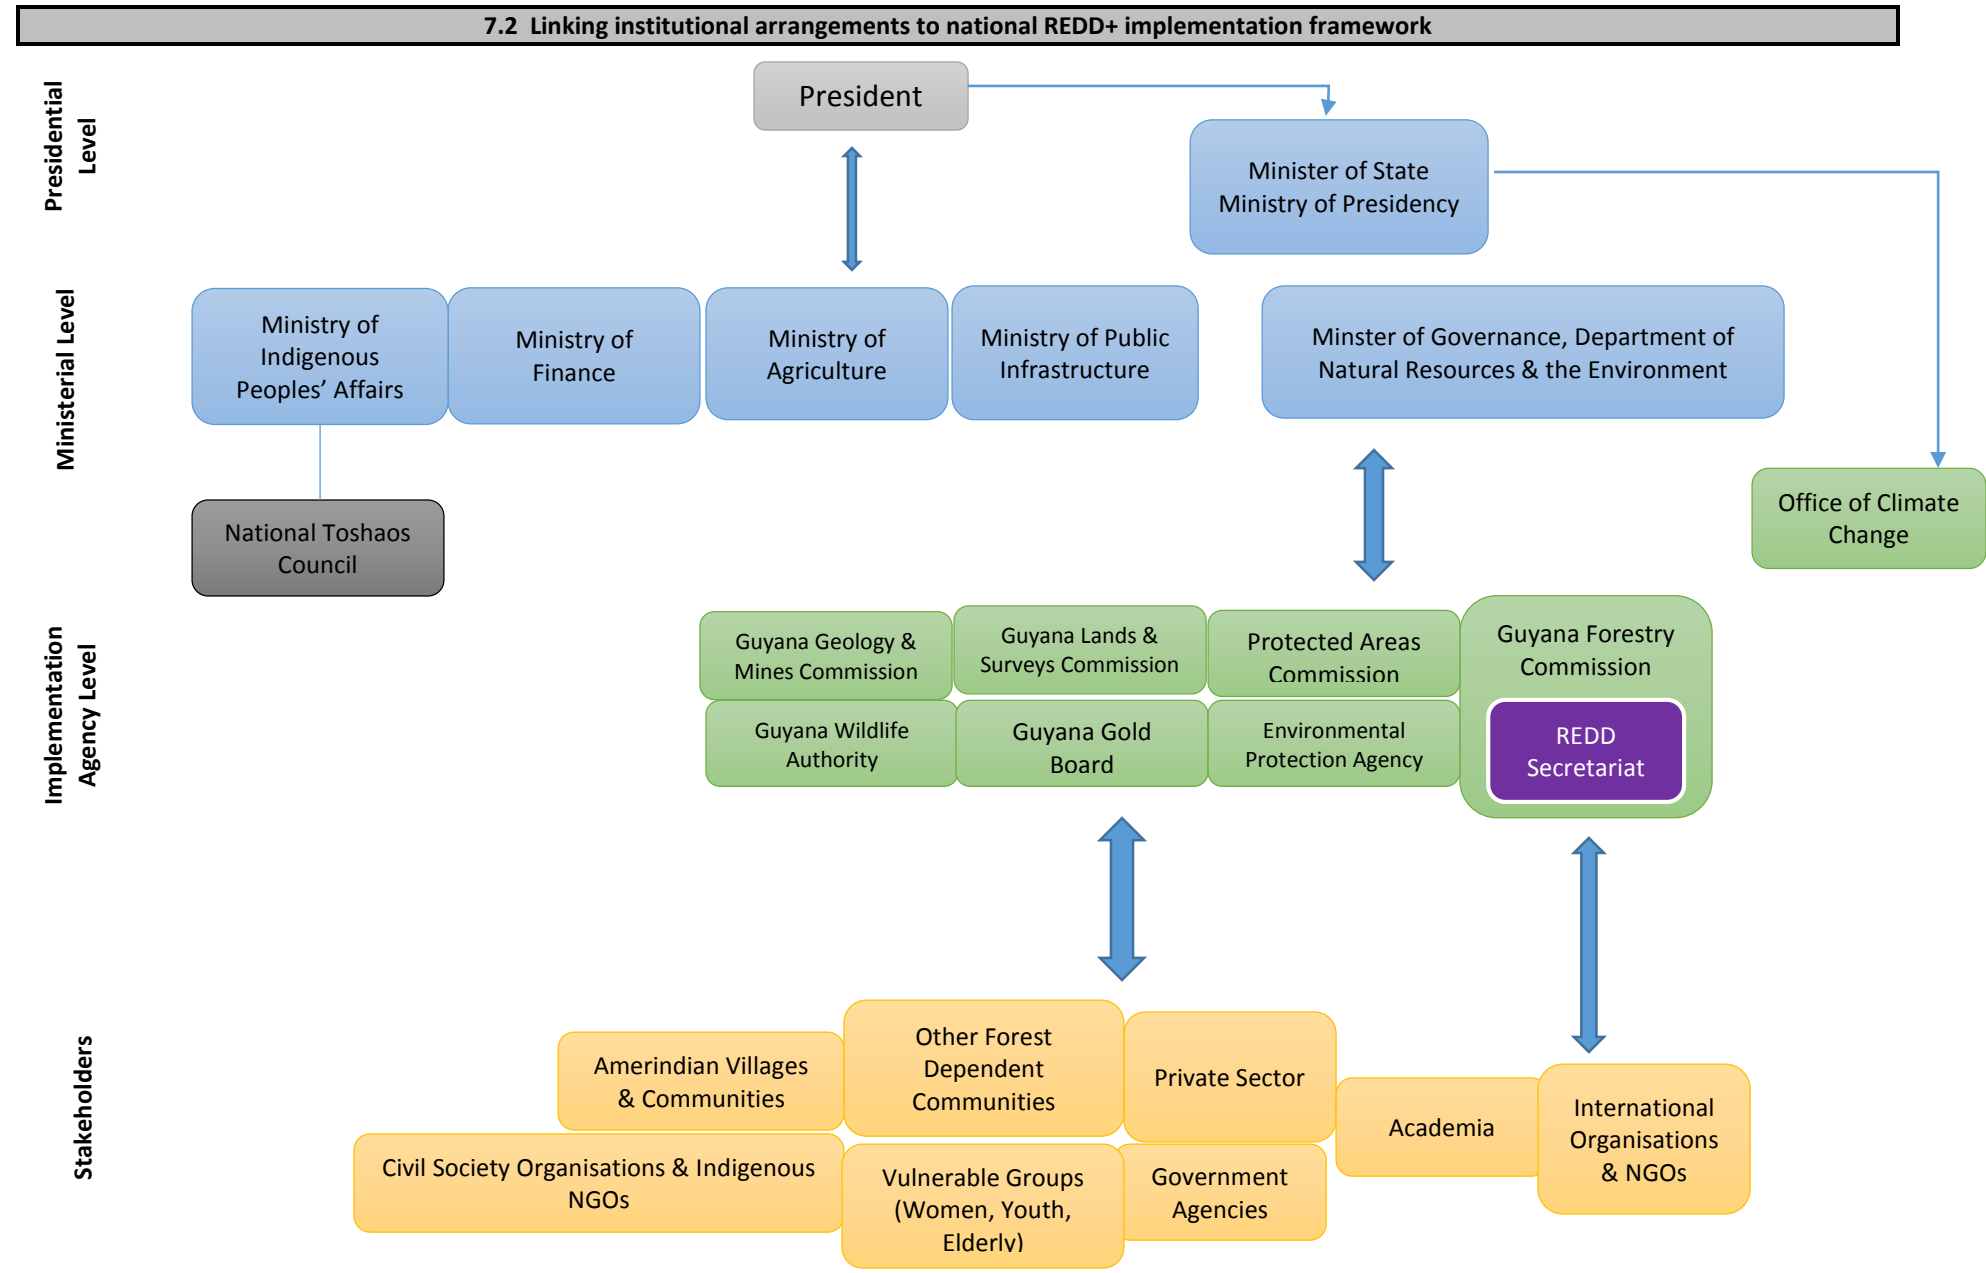 7.2 Linking institutional arrangements to national REDD+ implementation framework
Presidential
Level
President
Minister of State
Ministry of Presidency
Ministerial Level
Ministry of
Indigenous
Peoples' Affairs
Ministry of
Finance
Ministry of
Agriculture
Ministry of Public
Infrastructure
Minster of Governance, Department of
Natural Resources & the Environment
National Toshaos
Council
Office of Climate
Change
Implementation
Agency Level
Guyana Geology &
Mines Commission
Guyana Lands &
Surveys Commission
Protected Areas
Commission
Guyana Forestry
Commission
Guyana Wildlife
Authority
Guyana Gold
Board
Environmental
Protection Agency
REDD
Secretariat
Stakeholders
Amerindian Villages
& Communities
Other Forest
Dependent
Communities
Private Sector
Academia
International
Organisations
& NGOs
Civil Society Organisations & Indigenous
NGOs
Vulnerable Groups
(Women, Youth,
Elderly)
Government
Agencies